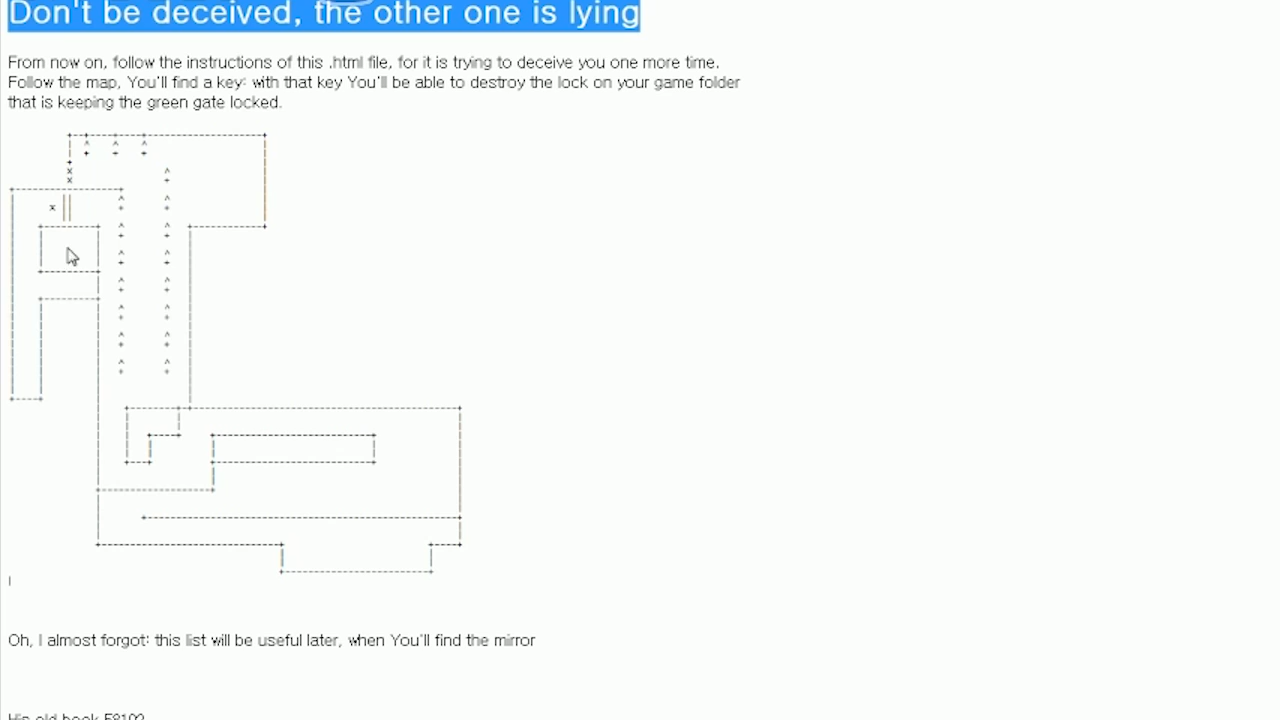 Don't be deceived, the other one is lying
From now on, follow the instructions of this .html file, for it is trying to deceive you one more time.
Follow the map, You'll find a key: with that key You'll be able to destroy the lock on your game folder
that is keeping the green gate locked.
Oh, I almost forgot: this list will be useful later, when You'll find the mirror